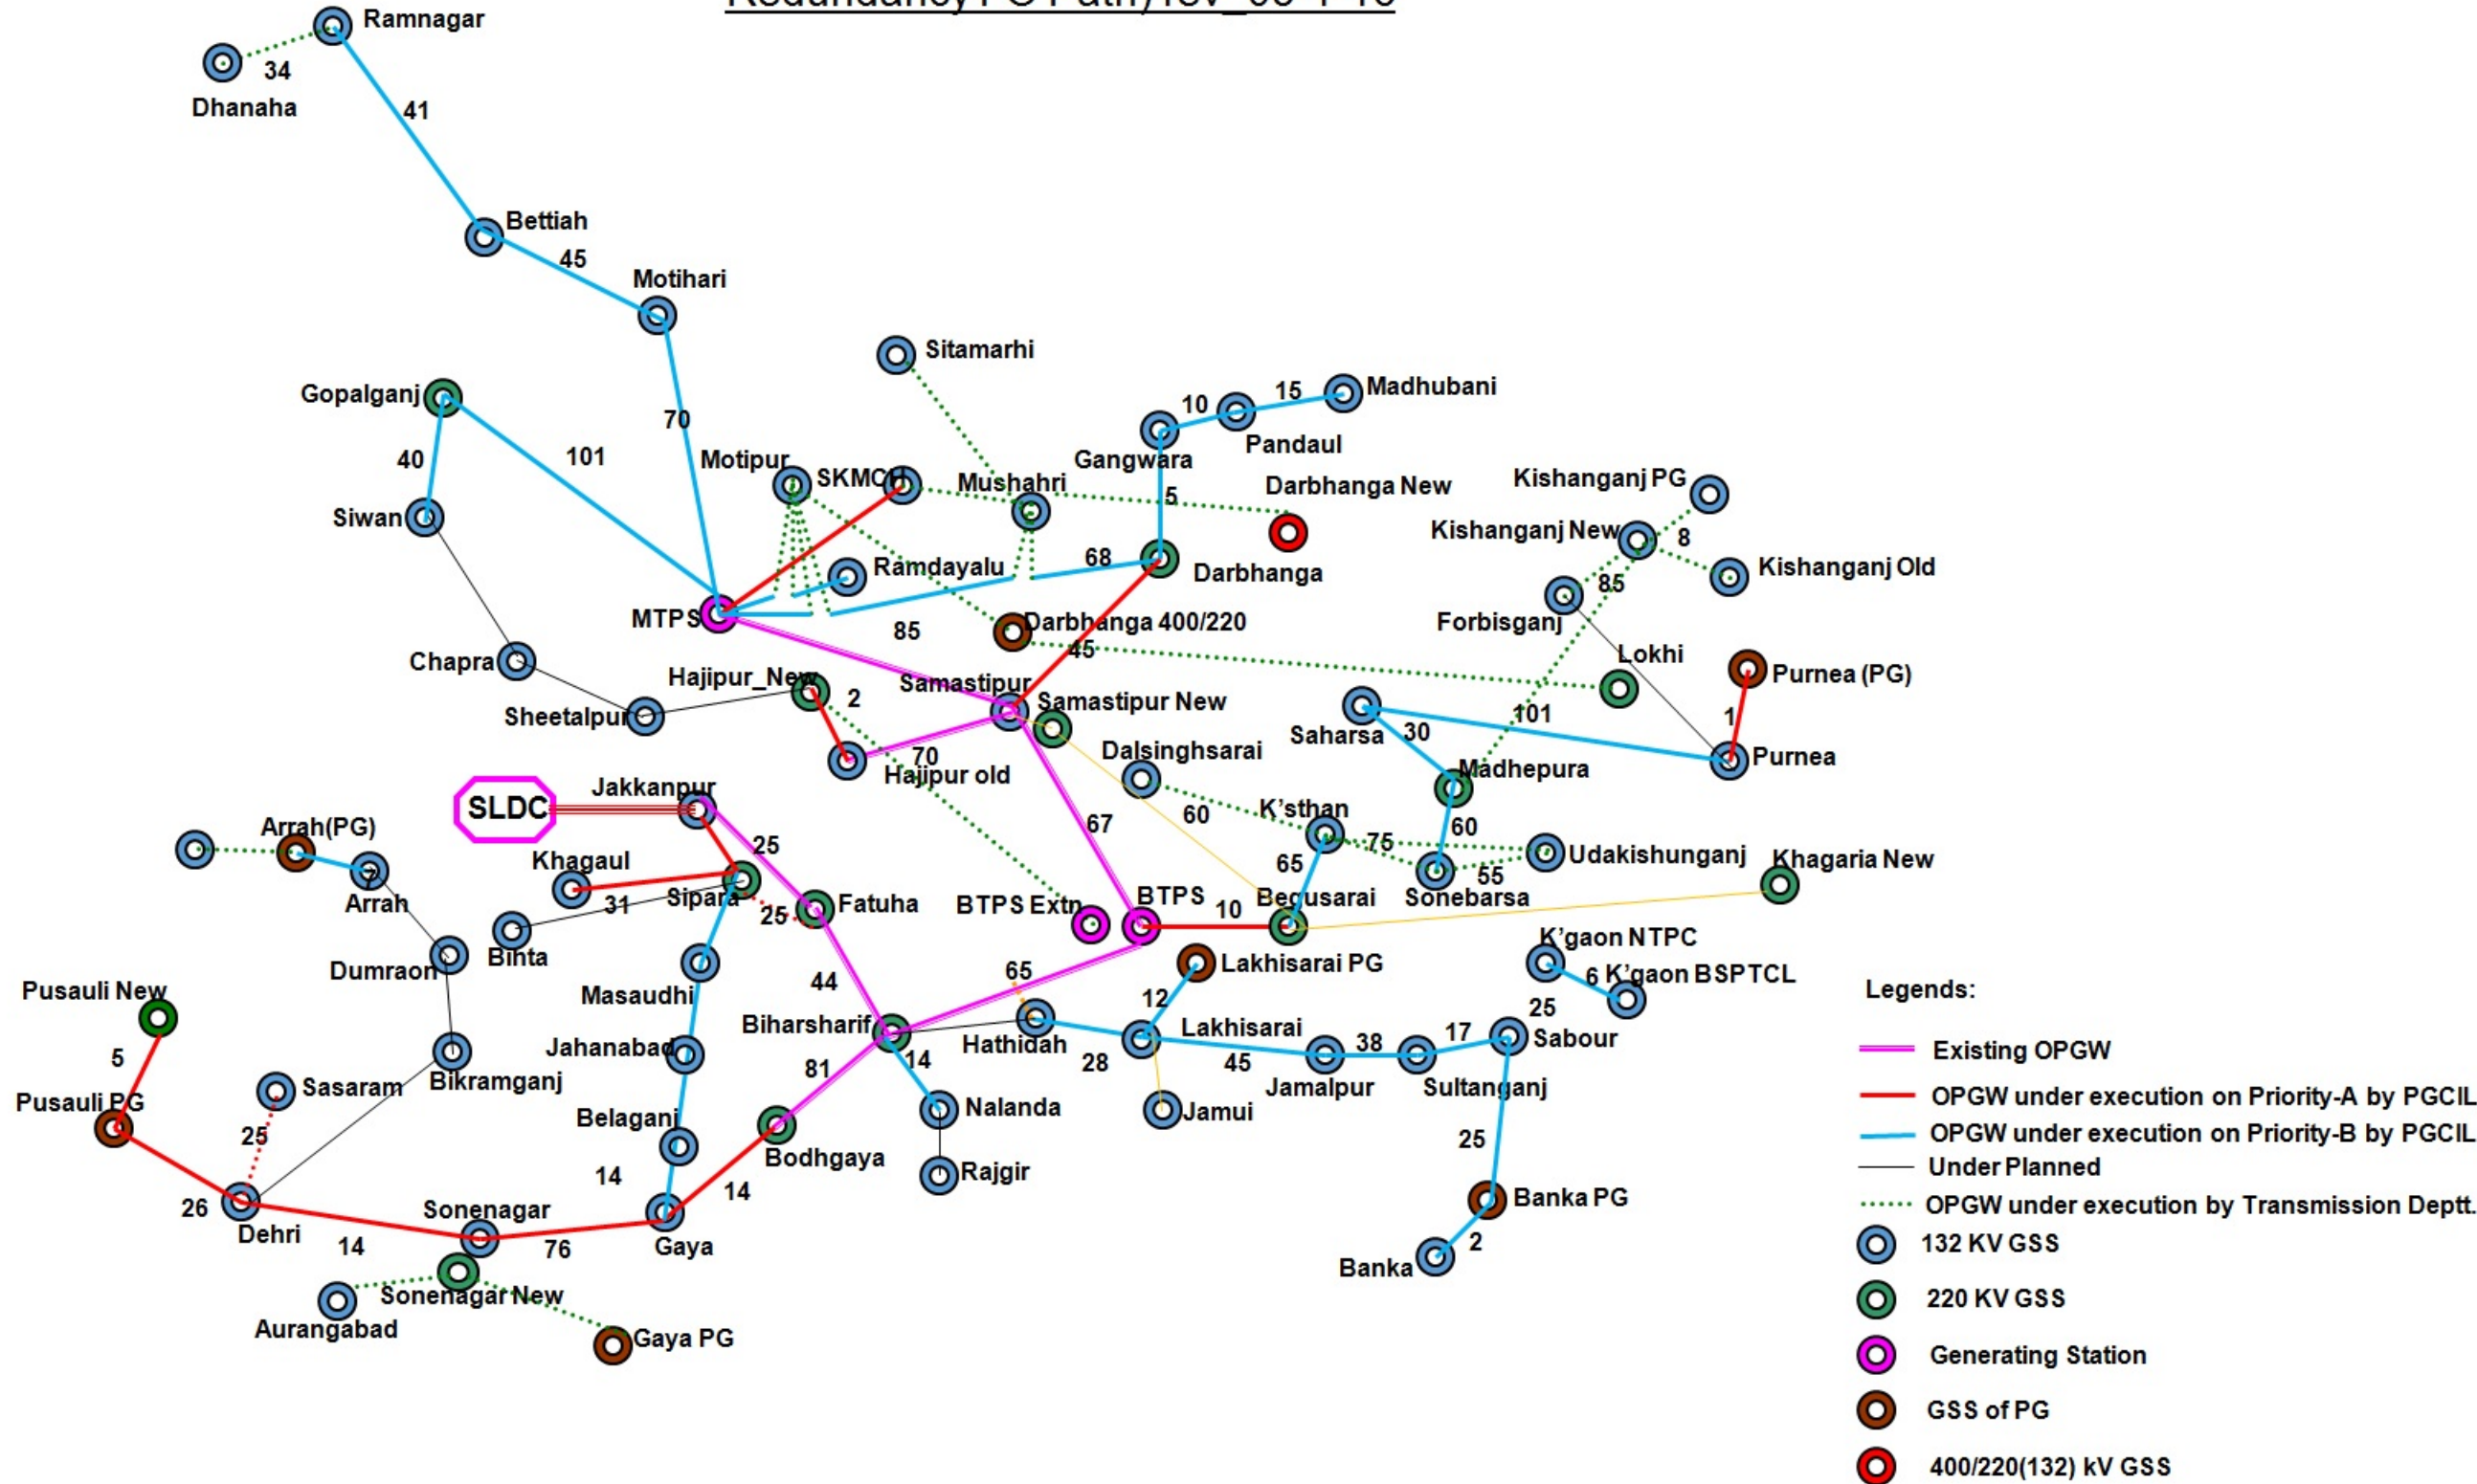 Redundancy FO Path) rev_
Ramnagar
34
Dhanaha
41
Bettiah
45
Motihari
Sitamarhi
Gopalganj
10
15
Madhubani
70
Pandaul
40
101
Motipur
SKMCH
Mushahri
Gangwara
Kishanganj PG
Darbhanga New
5
Siwan
Kishanganj New
8
68
Ramdayalu
Darbhanga
Kishanganj Old
85
MTPS
85
Darbhanga 400/220
Forbisganj
45
Lokhi
Chapra
Hajipur_New
2
Samastipur
Samastipur New
Purnea (PG)
Sheetalpur
101
1
Saharsa
30
70
Dalsinghsarai
Purnea
Hajipur old
Madhepura
Jakkanpur
SLDC
K'sthan
60
67
60
Arrah(PG)
25
75
Khagaul
65
Udakishunganj
Khagaria New
7
55
Arrah
31
Sipara
25
Fatuha
BTPS Extn
BTPS
10
Begusarai
Sonebarsa
K'gaon NTPC
Bihta
Dumraon
65
Lakhisarai PG
6
K'gaon BSPTCL
Pusauli New
44
Masaudhi
12
25
Legends:
Biharsharif
Lakhisarai
17
Sabour
Jahanabad
Hathidah
38
Existing OPGW
5
14
28
45
81
Bikramganj
Sasaram
Jamalpur
Sultanganj
OPGW under execution on Priority-A by PGCIL
Pusauli PG
Belaganj
Nalanda
Jamui
25
25
OPGW under execution on Priority-B by PGCIL
Bodhgaya
Rajgir
Under Planned
14
14
Banka PG
26
Sonenagar
OPGW under execution by Transmission Deptt.
Dehri
14
76
Gaya
2
132 KV GSS
Banka
Sonenagar New
220 KV GSS
Aurangabad
Gaya PG
Generating Station
GSS of PG
400/220(132) kV GSS